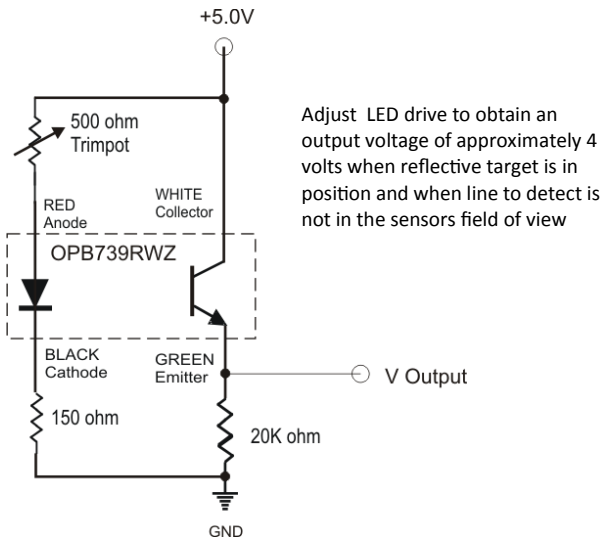 +5.0V
500 ohm
Trimpot
Adjust LED drive to obtain an
output voltage of approximately 4
volts when reflective target is in
position and when line to detect is
not in the sensors field of view
RED
Anode
WHITE
Collector
OPB739RWZ
BLACK
Cathode
GREEN
Emitter
V Output
150 ohm
20K ohm
GND